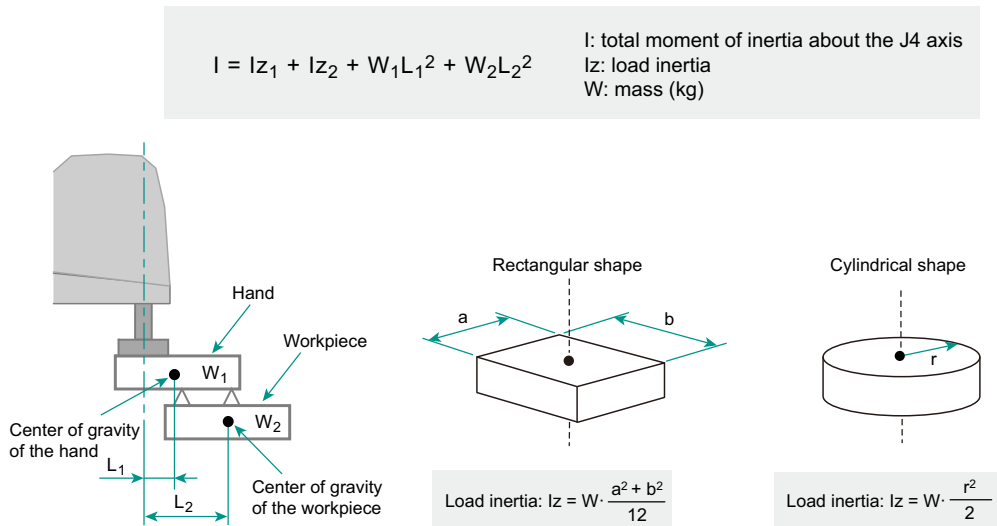 I = Iz₁ + Iz₂ + W₁L₁² + W₂L₂²
I: total moment of inertia about the J4 axis
Iz: load inertia
W: mass (kg)
Hand
Workpiece
W₁
W₂
Center of gravity
of the hand
L₁
L₂
Center of gravity
of the workpiece
Rectangular shape
a
b
Load inertia: Iz = W· a² + b² / 12
Cylindrical shape
r
Load inertia: Iz = W· r² / 2